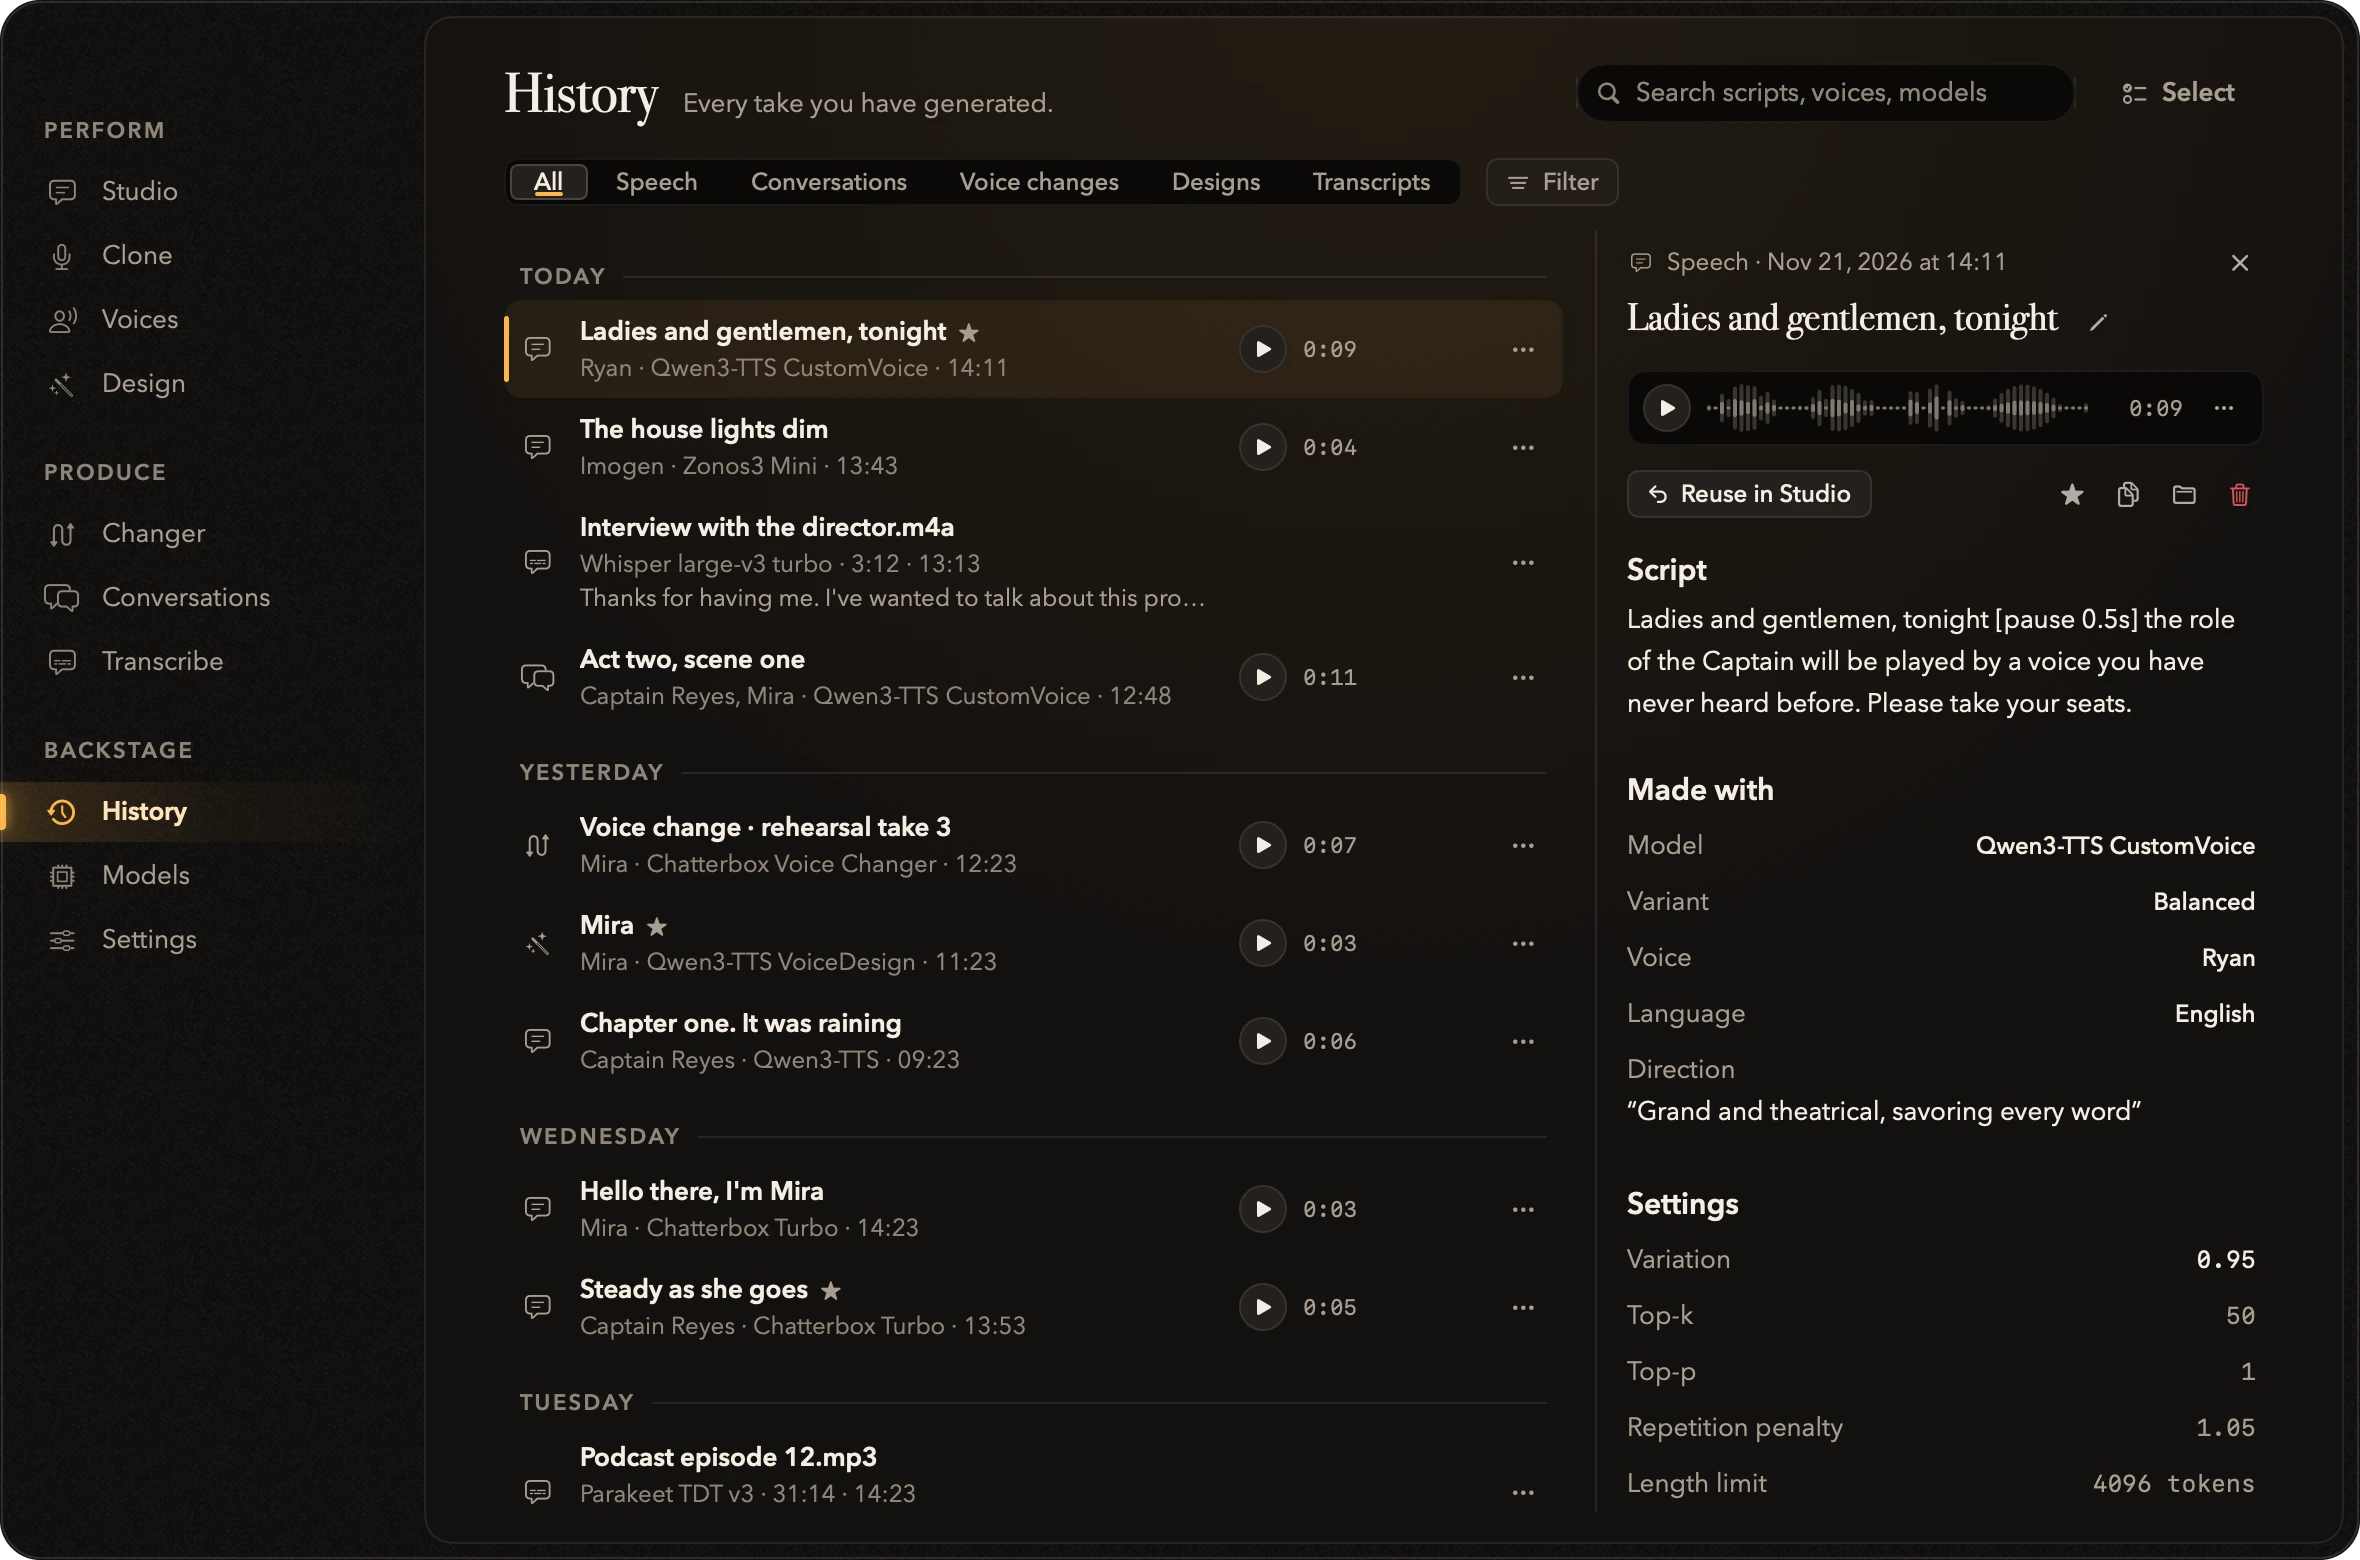 PERFORM
Studio
Clone
Voices
Design
PRODUCE
Changer
Conversations
Transcribe
BACKSTAGE
History
Models
Settings
History
Every take you have generated.
Search scripts, voices, models
Select
All
Speech
Conversations
Voice changes
Designs
Transcripts
Filter
TODAY
Ladies and gentlemen, tonight
Ryan · Qwen3-TTS CustomVoice · 14:11
0:09
The house lights dim
Imogen · Zonos3 Mini · 13:43
0:04
Interview with the director.m4a
Whisper large-v3 turbo · 3:12 · 13:13
Thanks for having me. I've wanted to talk about this pro…
Act two, scene one
Captain Reyes, Mira · Qwen3-TTS CustomVoice · 12:48
0:11
YESTERDAY
Voice change · rehearsal take 3
Mira · Chatterbox Voice Changer · 12:23
0:07
Mira
Mira · Qwen3-TTS VoiceDesign · 11:23
0:03
Chapter one. It was raining
Captain Reyes · Qwen3-TTS · 09:23
0:06
WEDNESDAY
Hello there, I'm Mira
Mira · Chatterbox Turbo · 14:23
0:03
Steady as she goes
Captain Reyes · Chatterbox Turbo · 13:53
0:05
TUESDAY
Podcast episode 12.mp3
Parakeet TDT v3 · 31:14 · 14:23
Speech · Nov 21, 2026 at 14:11
Ladies and gentlemen, tonight
0:09
Reuse in Studio
Script
Ladies and gentlemen, tonight [pause 0.5s] the role
of the Captain will be played by a voice you have
never heard before. Please take your seats.
Made with
Model
Qwen3-TTS CustomVoice
Variant
Balanced
Voice
Ryan
Language
English
Direction
“Grand and theatrical, savoring every word”
Settings
Variation
0.95
Top-k
50
Top-p
1
Repetition penalty
1.05
Length limit
4096 tokens